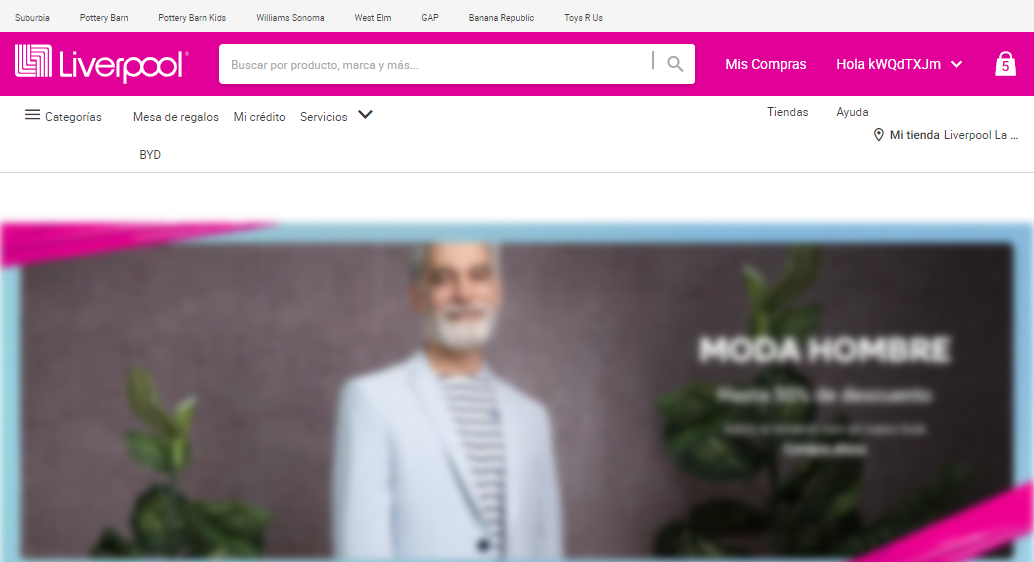 Suburbia Pottery Barn Pottery Barn Kids Williams Sonoma West Elm GAP Banana Republic Toys R Us
Liverpool® Buscar por producto, marca y más... Mis Compras Hola kWQdTXJm 5
Categorías Mesa de regalos Mi crédito Servicios Tiendas Ayuda
Mi tienda Liverpool La ...
BYD
MODA HOMBRE
Hasta 50% de descuento